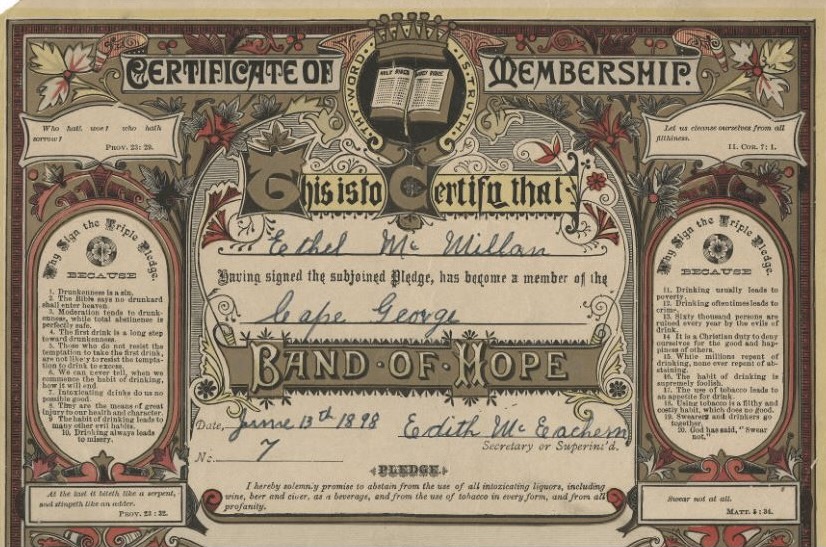 CERTIFICATE OF MEMBERSHIP.
THE · WORD · IS · TRUTH
HOLY BIBLE HOLY BIBLE
Who hath woe? who hath
sorrow?
PROV. 23: 29.
Let us cleanse ourselves from all
filthiness.
II. COR. 7: 1.
This is to Certify that
Ethel Mc Millan
Having signed the subjoined Pledge, has become a member of the
Cape George
BAND · OF · HOPE
Date, June 13th 1898
Edith McEachern
Secretary or Superint'd.
No. 7
PLEDGE.
I hereby solemnly promise to abstain from the use of all intoxicating liquors, including
wine, beer and cider, as a beverage, and from the use of tobacco in every form, and from all
profanity.
Why Sign the Triple Pledge.
BECAUSE
1. Drunkenness is a sin.
2. The Bible says no drunkard
shall enter heaven.
3. Moderation tends to drunk-
enness, while total abstinence is
perfectly safe.
4. The first drink is a long step
toward drunkenness.
5. Those who do not resist the
temptation to take the first drink,
are not likely to resist the tempta-
tion to drink to excess.
6. We can never tell, when we
commence the habit of drinking,
how it will end.
7. Intoxicating drinks do us no
possible good.
8. They are the means of great
injury to our health and character.
9. The habit of drinking leads to
many other evil habits.
10. Drinking always leads
to misery.
Why Sign the Triple Pledge.
BECAUSE
11. Drinking usually leads to
poverty.
12. Drinking oftentimes leads to
crime.
13. Sixty thousand persons are
ruined every year by the evils of
drink.
14. It is a Christian duty to deny
ourselves for the good and hap-
piness of others.
15. While millions repent of
drinking, none ever repent of ab-
staining.
16. The habit of drinking is
supremely foolish.
17. The use of tobacco leads to
an appetite for drink.
18. Using tobacco is a filthy and
costly habit, which does no good.
19. Swearers and drinkers go
together.
20. God has said, "Swear
not."
At the last it biteth like a serpent,
and stingeth like an adder.
PROV. 23: 32.
Swear not at all.
MATT. 5: 34.